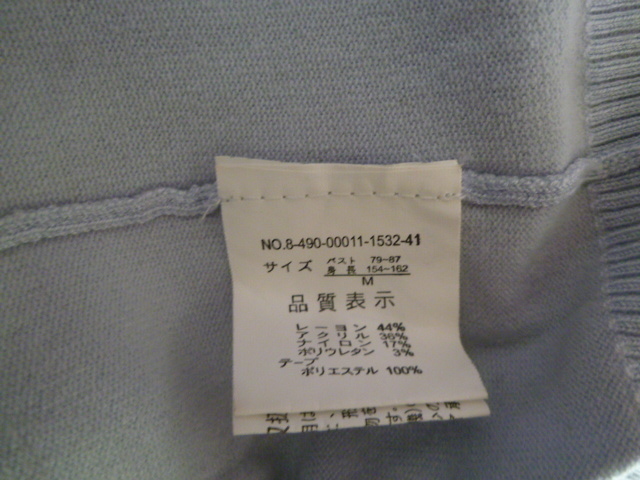 NO.8-490-00011-1532-41
サイズ バスト 79-87
身長 154-162
M
品質表示
レーヨン 44%
アクリル 36%
ナイロン 17%
ポリウレタン 3%
テープ
ポリエステル 100%